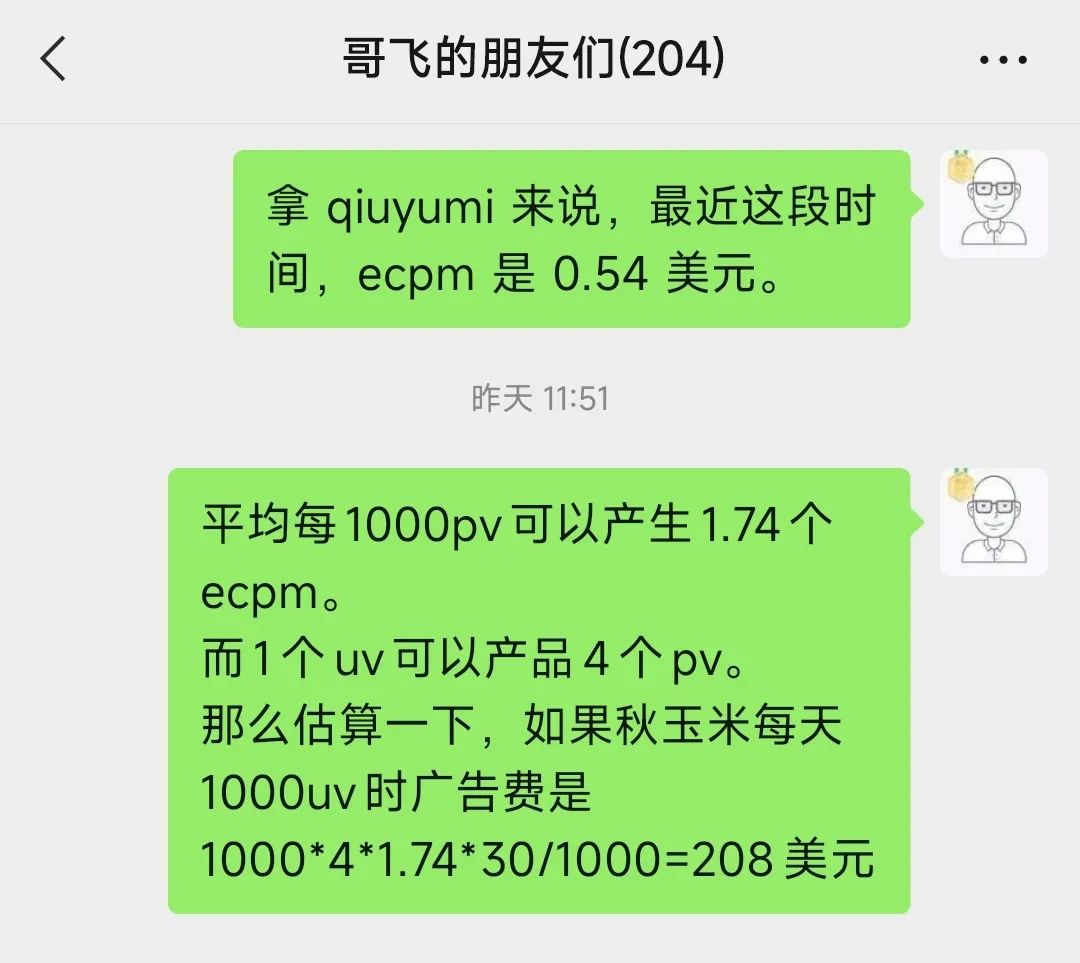 哥飞的朋友们(204)
拿 qiuyumi 来说，最近这段时
间，ecpm 是 0.54 美元。
昨天 11:51
平均每1000pv可以产生1.74个
ecpm。
而1个uv可以产品4个pv。
那么估算一下，如果秋玉米每天
1000uv时广告费是
1000*4*1.74*30/1000=208美元